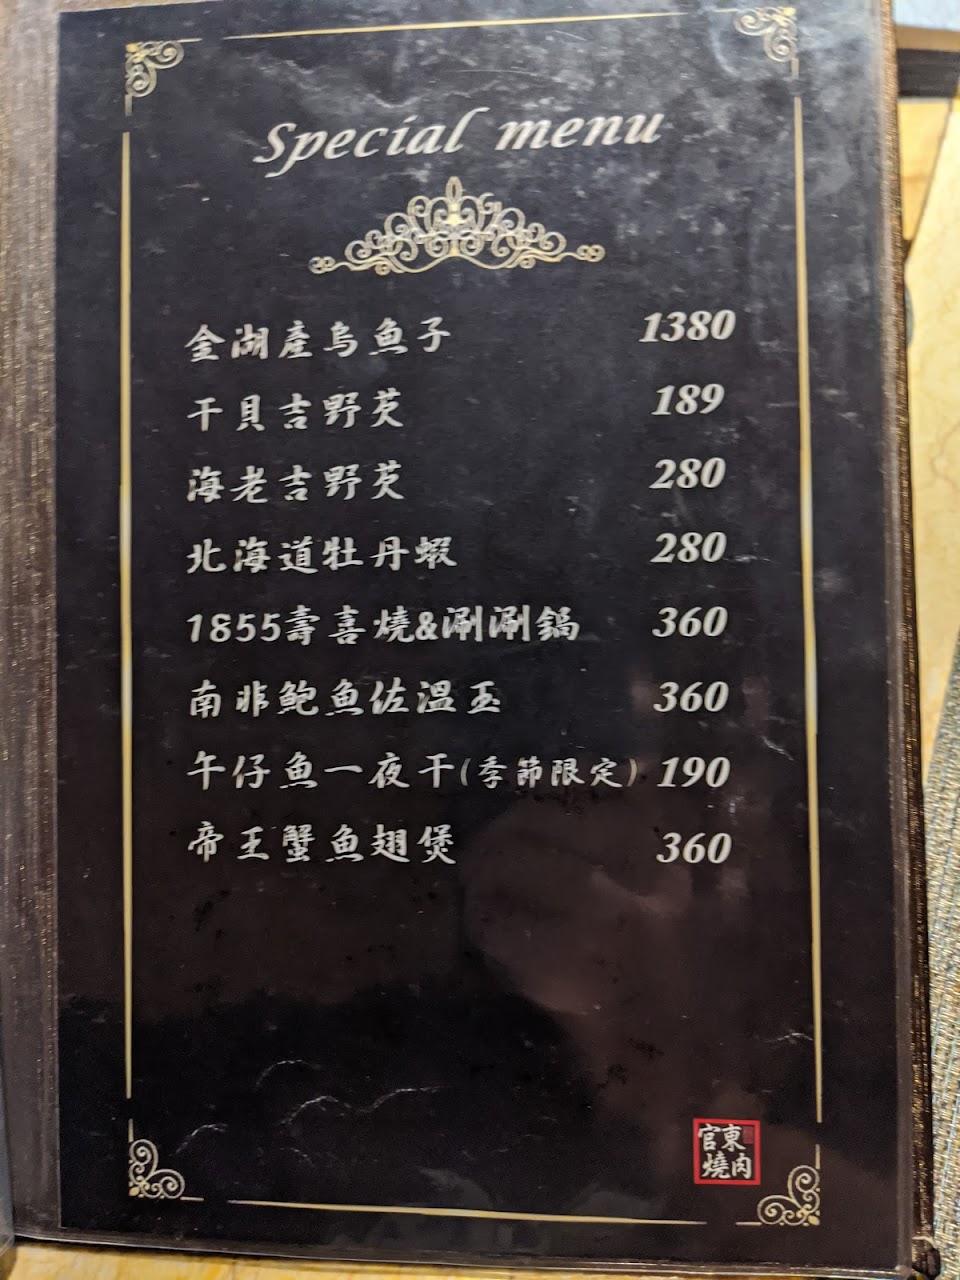 Special menu
金湖產烏魚子 1380
干貝吉野芡 189
海老吉野芡 280
北海道牡丹蝦 280
1855壽喜燒&涮涮鍋 360
南非鮑魚佐溫玉 360
午仔魚一夜干(季節限定) 190
帝王蟹魚翅煲 360
官東
燒肉